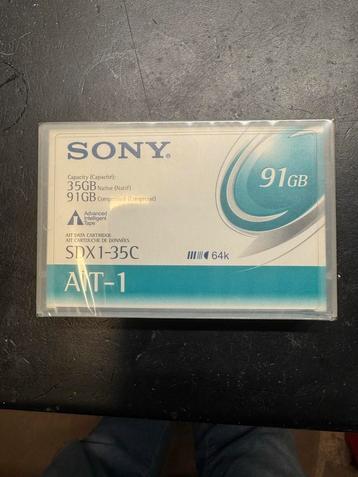 SONY®
Capacity (Capacité):
35GB Native (Natif)
91GB Compressed (Compressé)
91GB
Advanced
Intelligent
Tape™
AIT DATA CARTRIDGE
AIT CARTOUCHE DE DONNÉES
SDX1-35C
64k
AIT-1